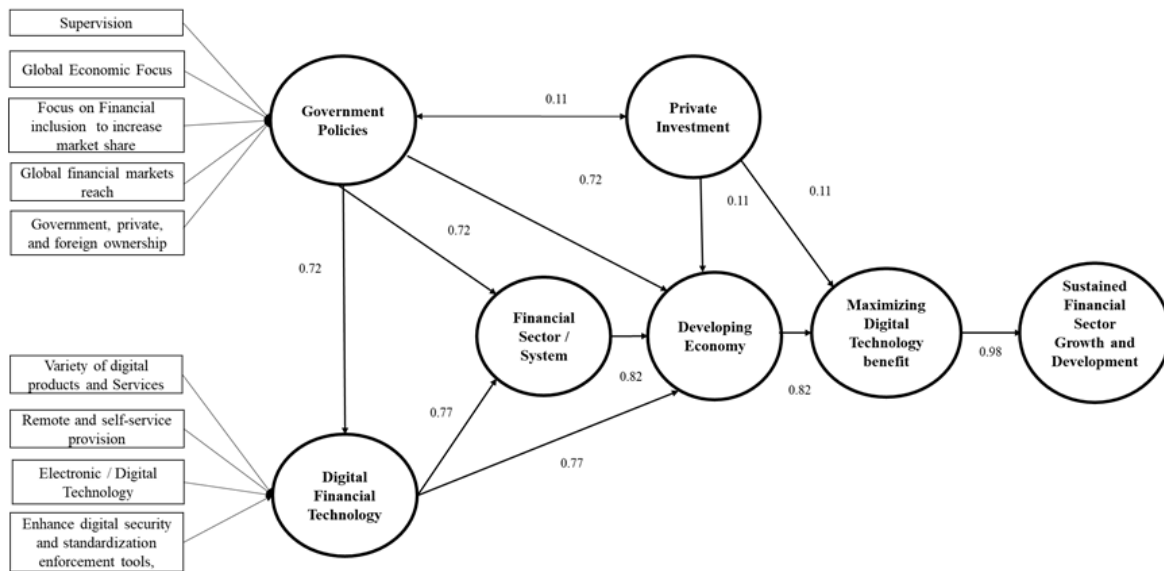 Supervision
Global Economic Focus
Focus on Financial
inclusion to increase
market share
Global financial markets
reach
Government, private,
and foreign ownership
Government
Policies
0.11
Private
Investment
0.72
0.11
0.11
0.72
0.72
Financial
Sector /
System
0.82
Developing
Economy
0.82
Maximizing
Digital
Technology
benefit
0.98
Sustained
Financial
Sector
Growth and
Development
Variety of digital
products and Services
Remote and self-service
provision
Electronic / Digital
Technology
Enhance digital security
and standardization
enforcement tools,
Digital
Financial
Technology
0.77
0.77